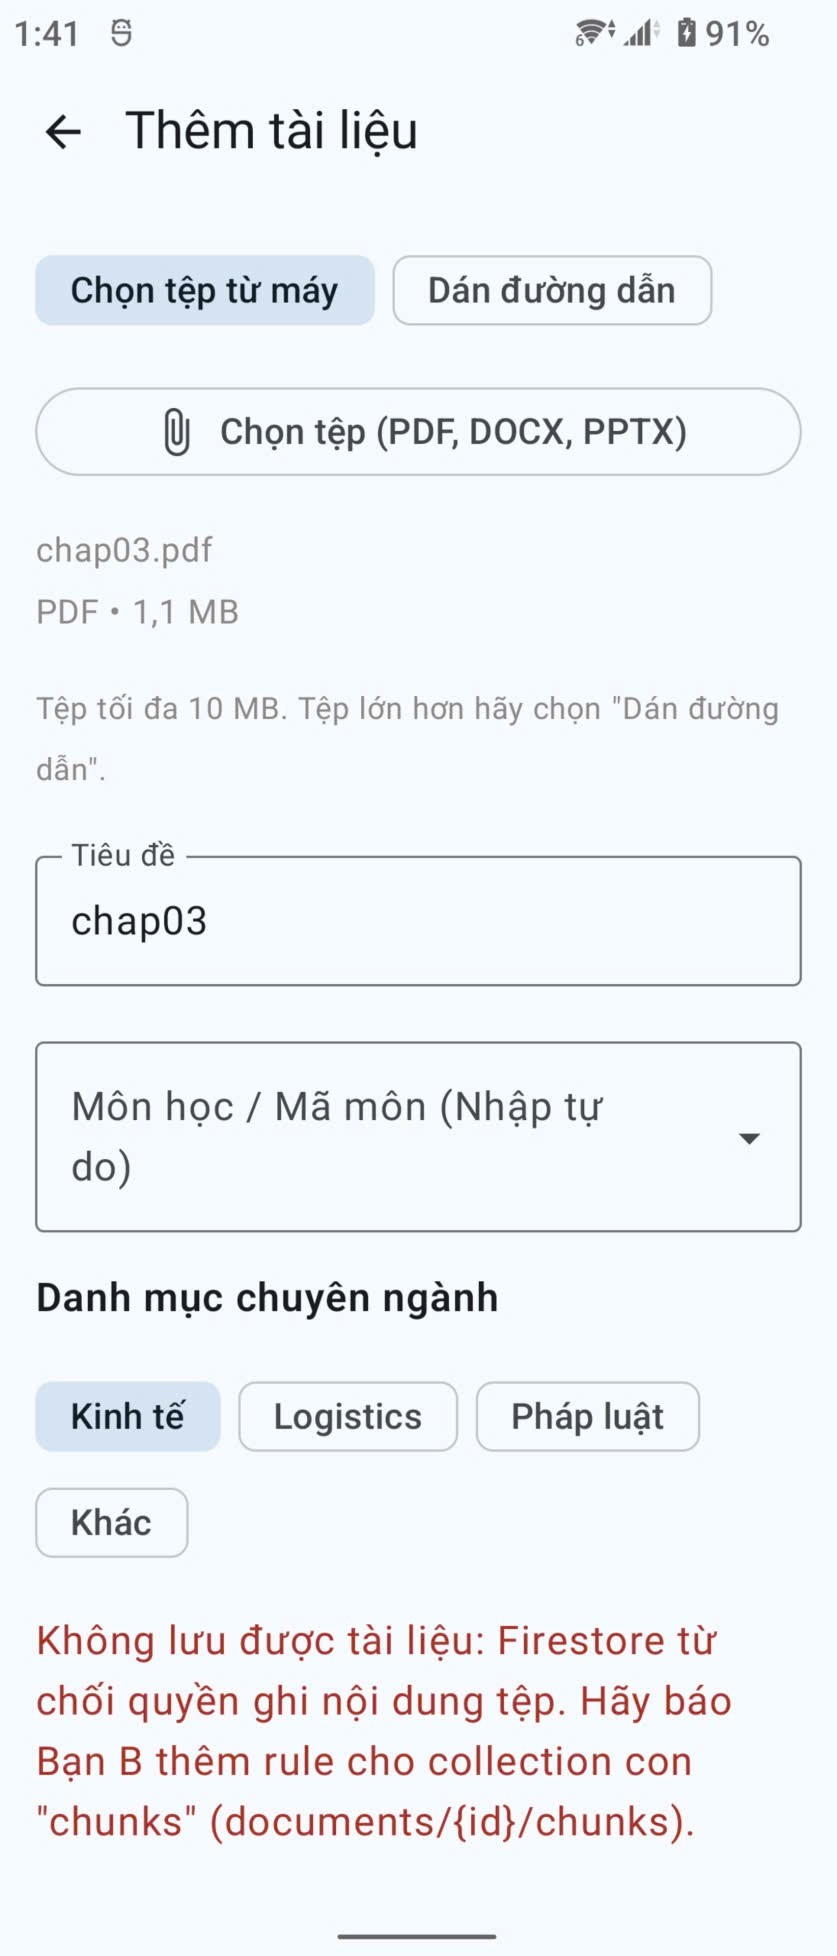 1:41
6
91%
Thêm tài liệu
Chọn tệp từ máy
Dán đường dẫn
Chọn tệp (PDF, DOCX, PPTX)
chap03.pdf
PDF • 1,1 MB
Tệp tối đa 10 MB. Tệp lớn hơn hãy chọn "Dán đường
dẫn".
Tiêu đề
chap03
Môn học / Mã môn (Nhập tự
do)
Danh mục chuyên ngành
Kinh tế
Logistics
Pháp luật
Khác
Không lưu được tài liệu: Firestore từ
chối quyền ghi nội dung tệp. Hãy báo
Bạn B thêm rule cho collection con
"chunks" (documents/{id}/chunks).